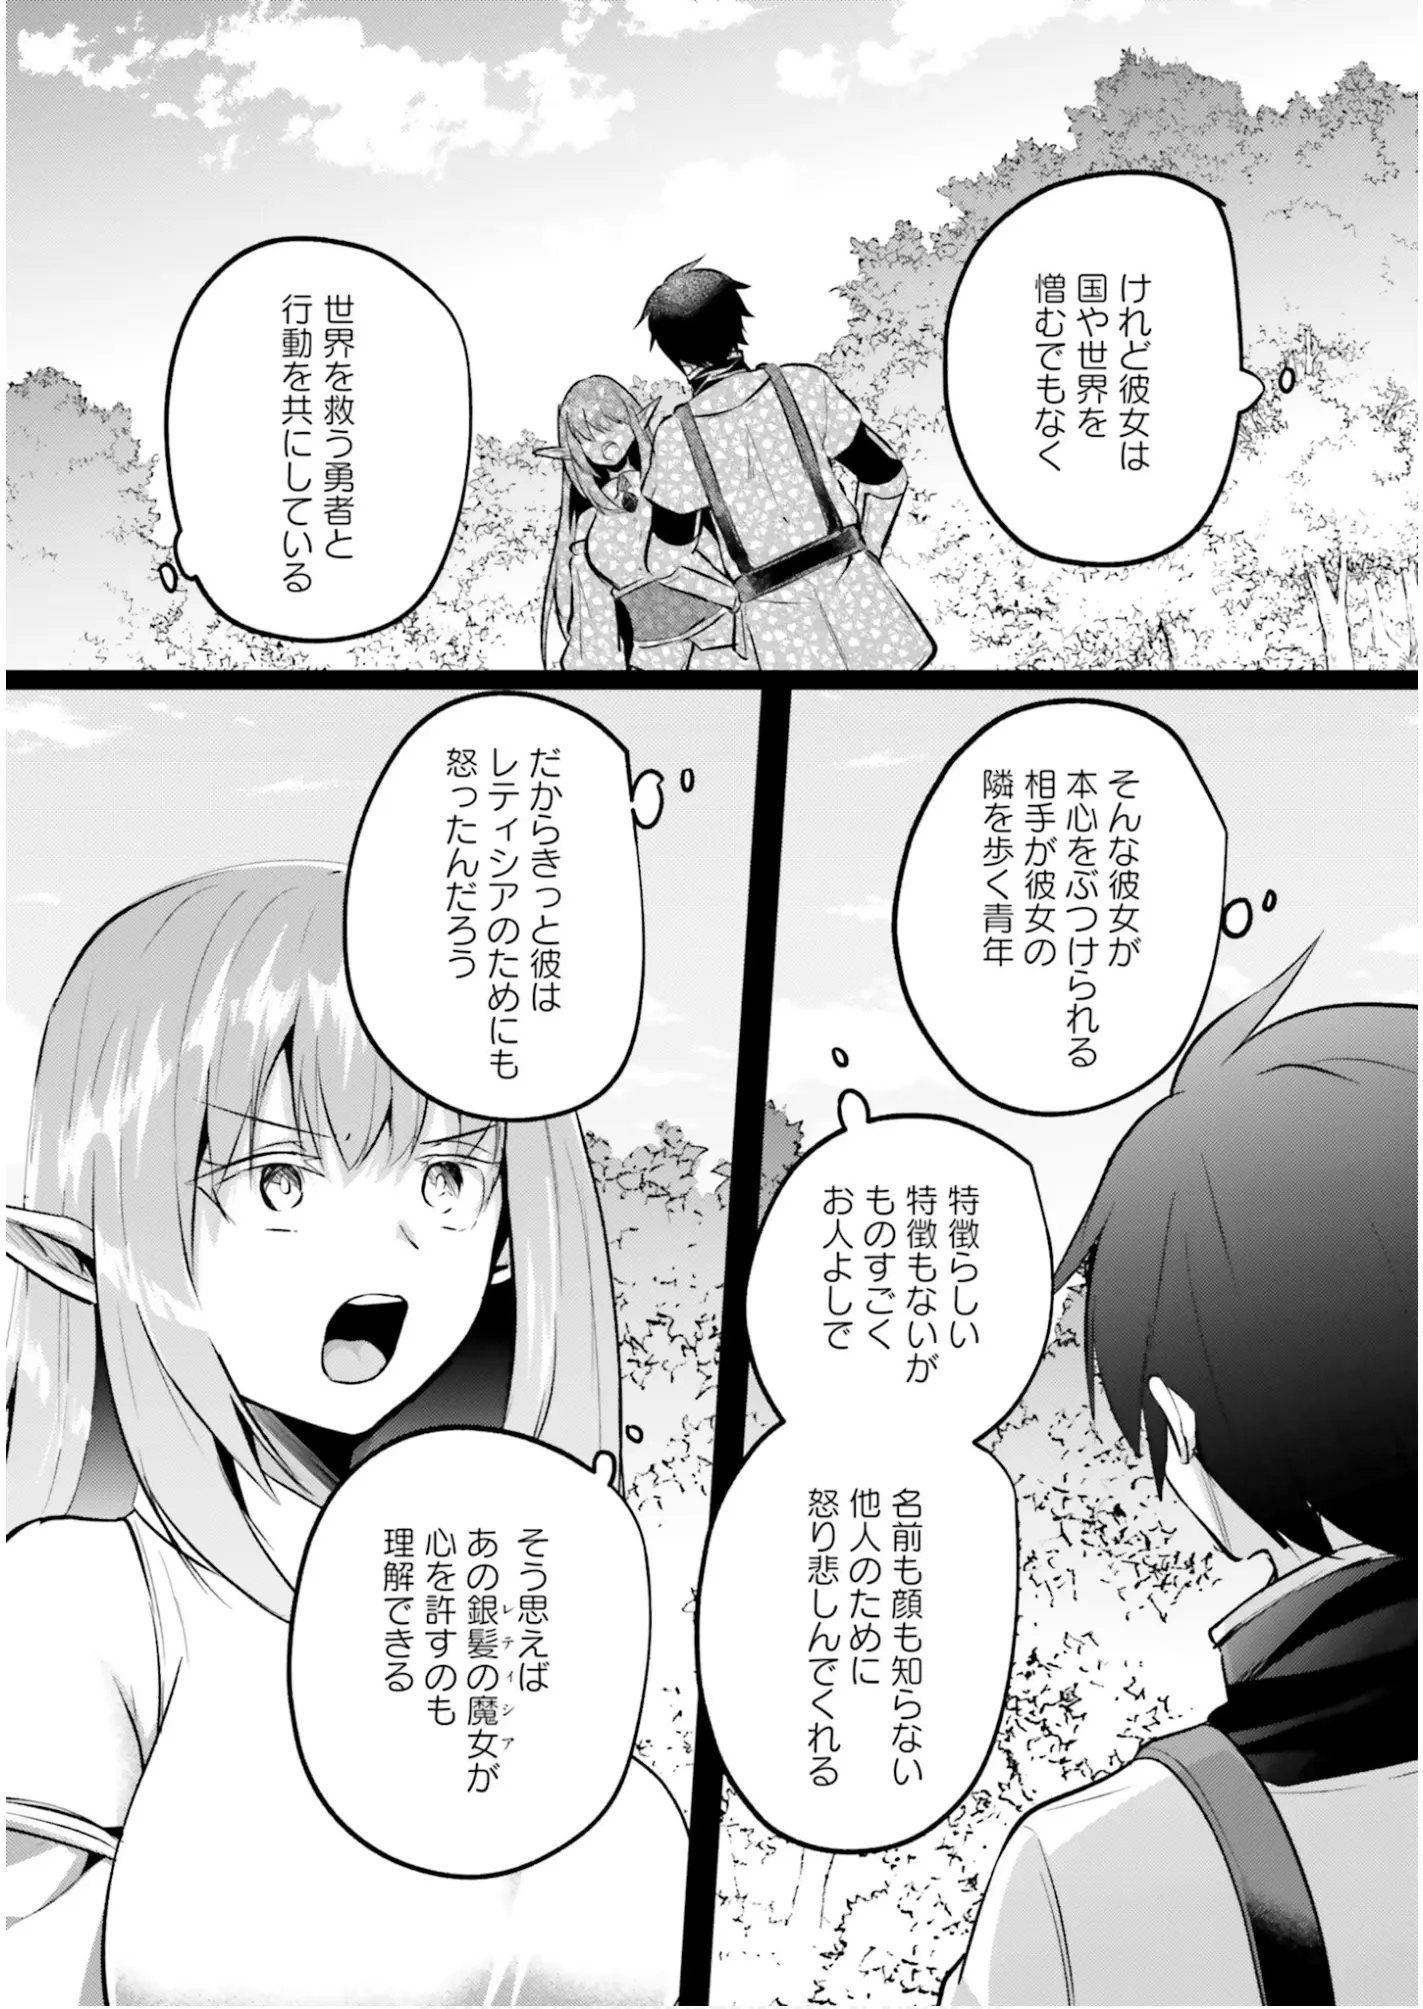 けれど彼女は
国や世界を
憎むでもなく
世界を救う勇者と
行動を共にしている
そんな彼女が
本心をぶつけられる
相手が彼女の
隣を歩く青年
特徴らしい
特徴もないが
ものすごく
お人よしで
名前も顔も知らない
他人のために
怒り悲しんでくれる
だからきっと彼は
レティシアのためにも
怒ったんだろう
そう思えば
あの銀髪の魔女が
レティシア
心を許すのも
理解できる